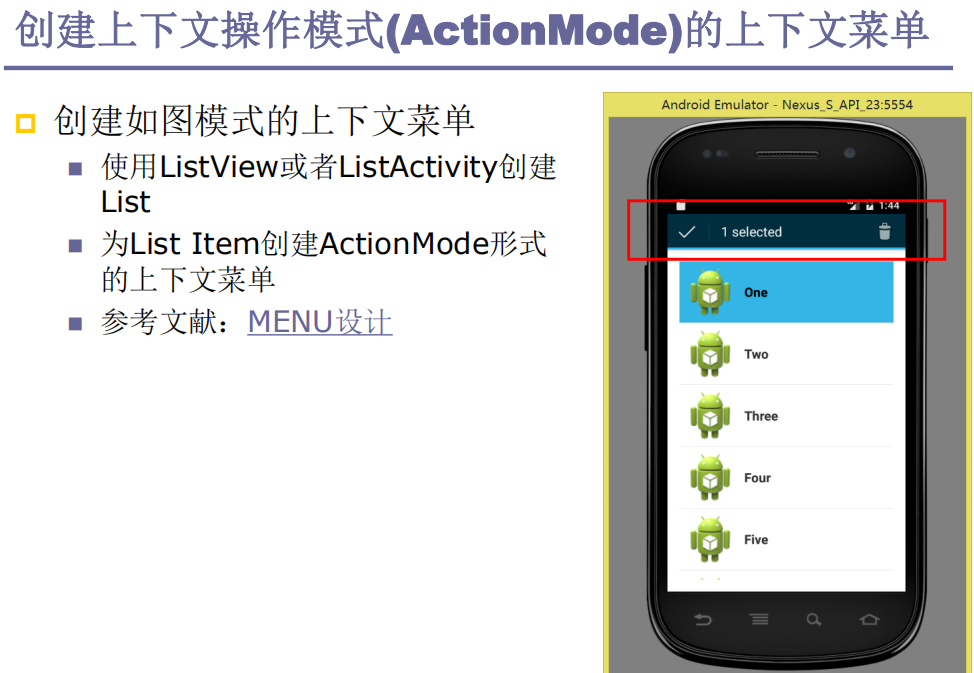 创建上下文操作模式(ActionMode)的上下文菜单
创建如图模式的上下文菜单
使用ListView或者ListActivity创建
List
为List Item创建ActionMode形式
的上下文菜单
参考文献：MENU设计
Android Emulator - Nexus_S_API_23:5554
1:44
1 selected
One
Two
Three
Four
Five